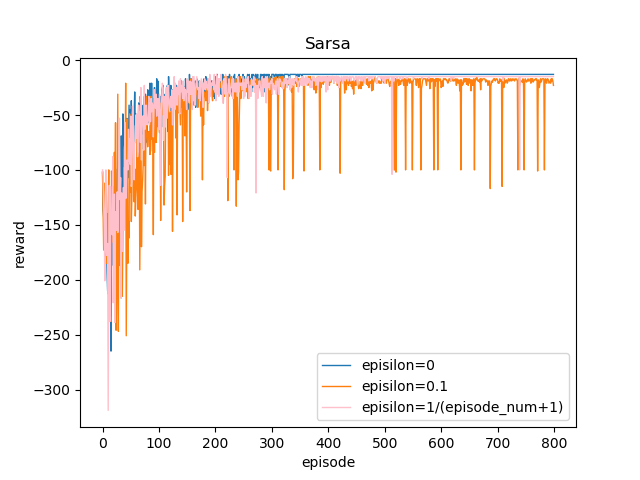 Sarsa
0
−50
−100
−150
−200
−250
−300
reward
episilon=0
episilon=0.1
episilon=1/(episode_num+1)
0 100 200 300 400 500 600 700 800
episode